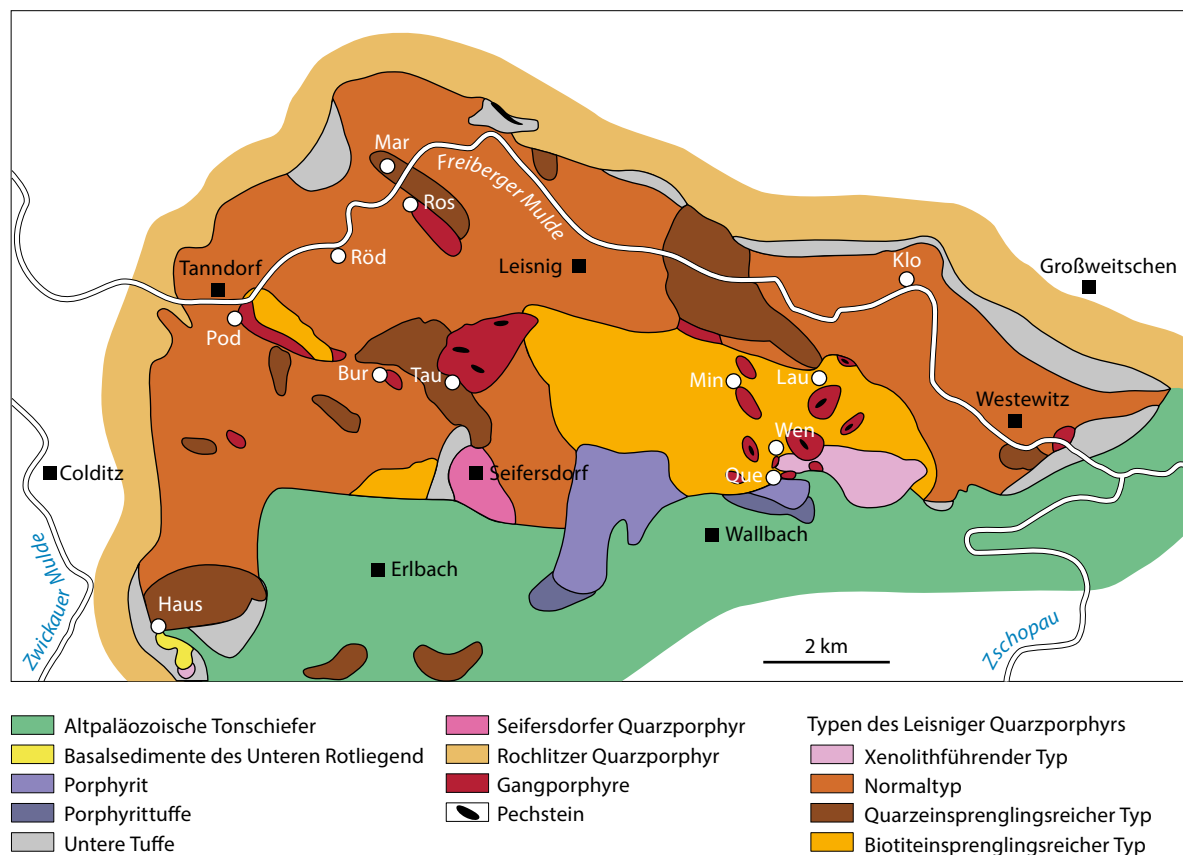 Mar
Freiberger Mulde
Ros
Röd
Leisnig
Klo
Großweitschen
Tanndorf
Pod
Bur
Tau
Min
Lau
Westewitz
Wen
Colditz
Seifersdorf
Que
Wallbach
Erlbach
Haus
Zwickauer Mulde
Zschopau
2 km
Altpaläozoische Tonschiefer
Basalsedimente des Unteren Rotliegend
Porphyrit
Porphyrittuffe
Untere Tuffe
Seifersdorfer Quarzporphyr
Rochlitzer Quarzporphyr
Gangporphyre
Pechstein
Typen des Leisniger Quarzporphyrs
Xenolithführender Typ
Normaltyp
Quarzeinsprenglingsreicher Typ
Biotiteinsprenglingsreicher Typ